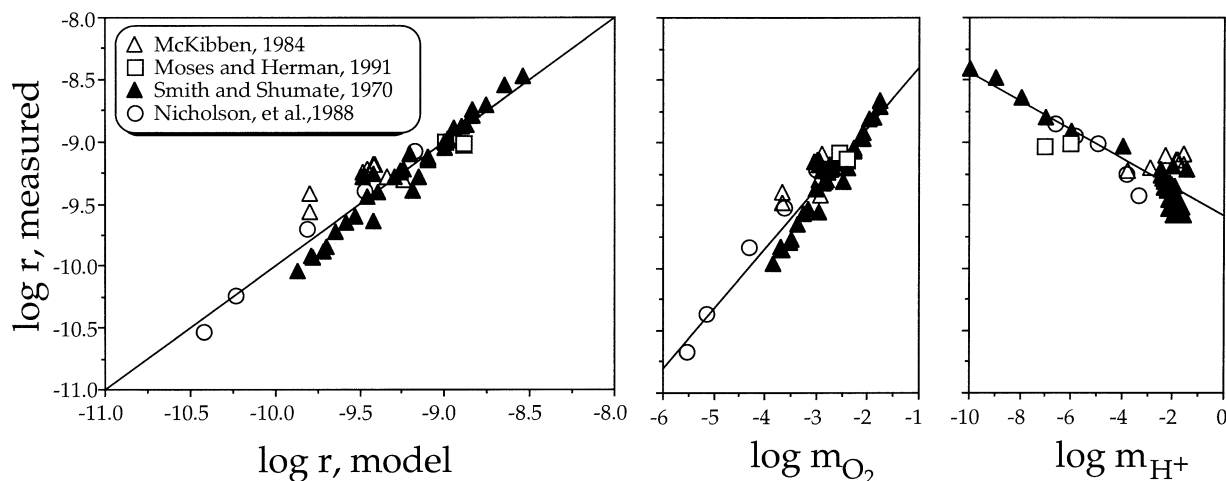 log r, measured
-8.0
-8.5
-9.0
-9.5
-10.0
-10.5
-11.0
McKibben, 1984
Moses and Herman, 1991
Smith and Shumate, 1970
Nicholson, et al.,1988
-11.0 -10.5 -10.0 -9.5 -9.0 -8.5 -8.0
log r, model
-6 -5 -4 -3 -2 -1
log mO2
-10 -8 -6 -4 -2 0
log mH+